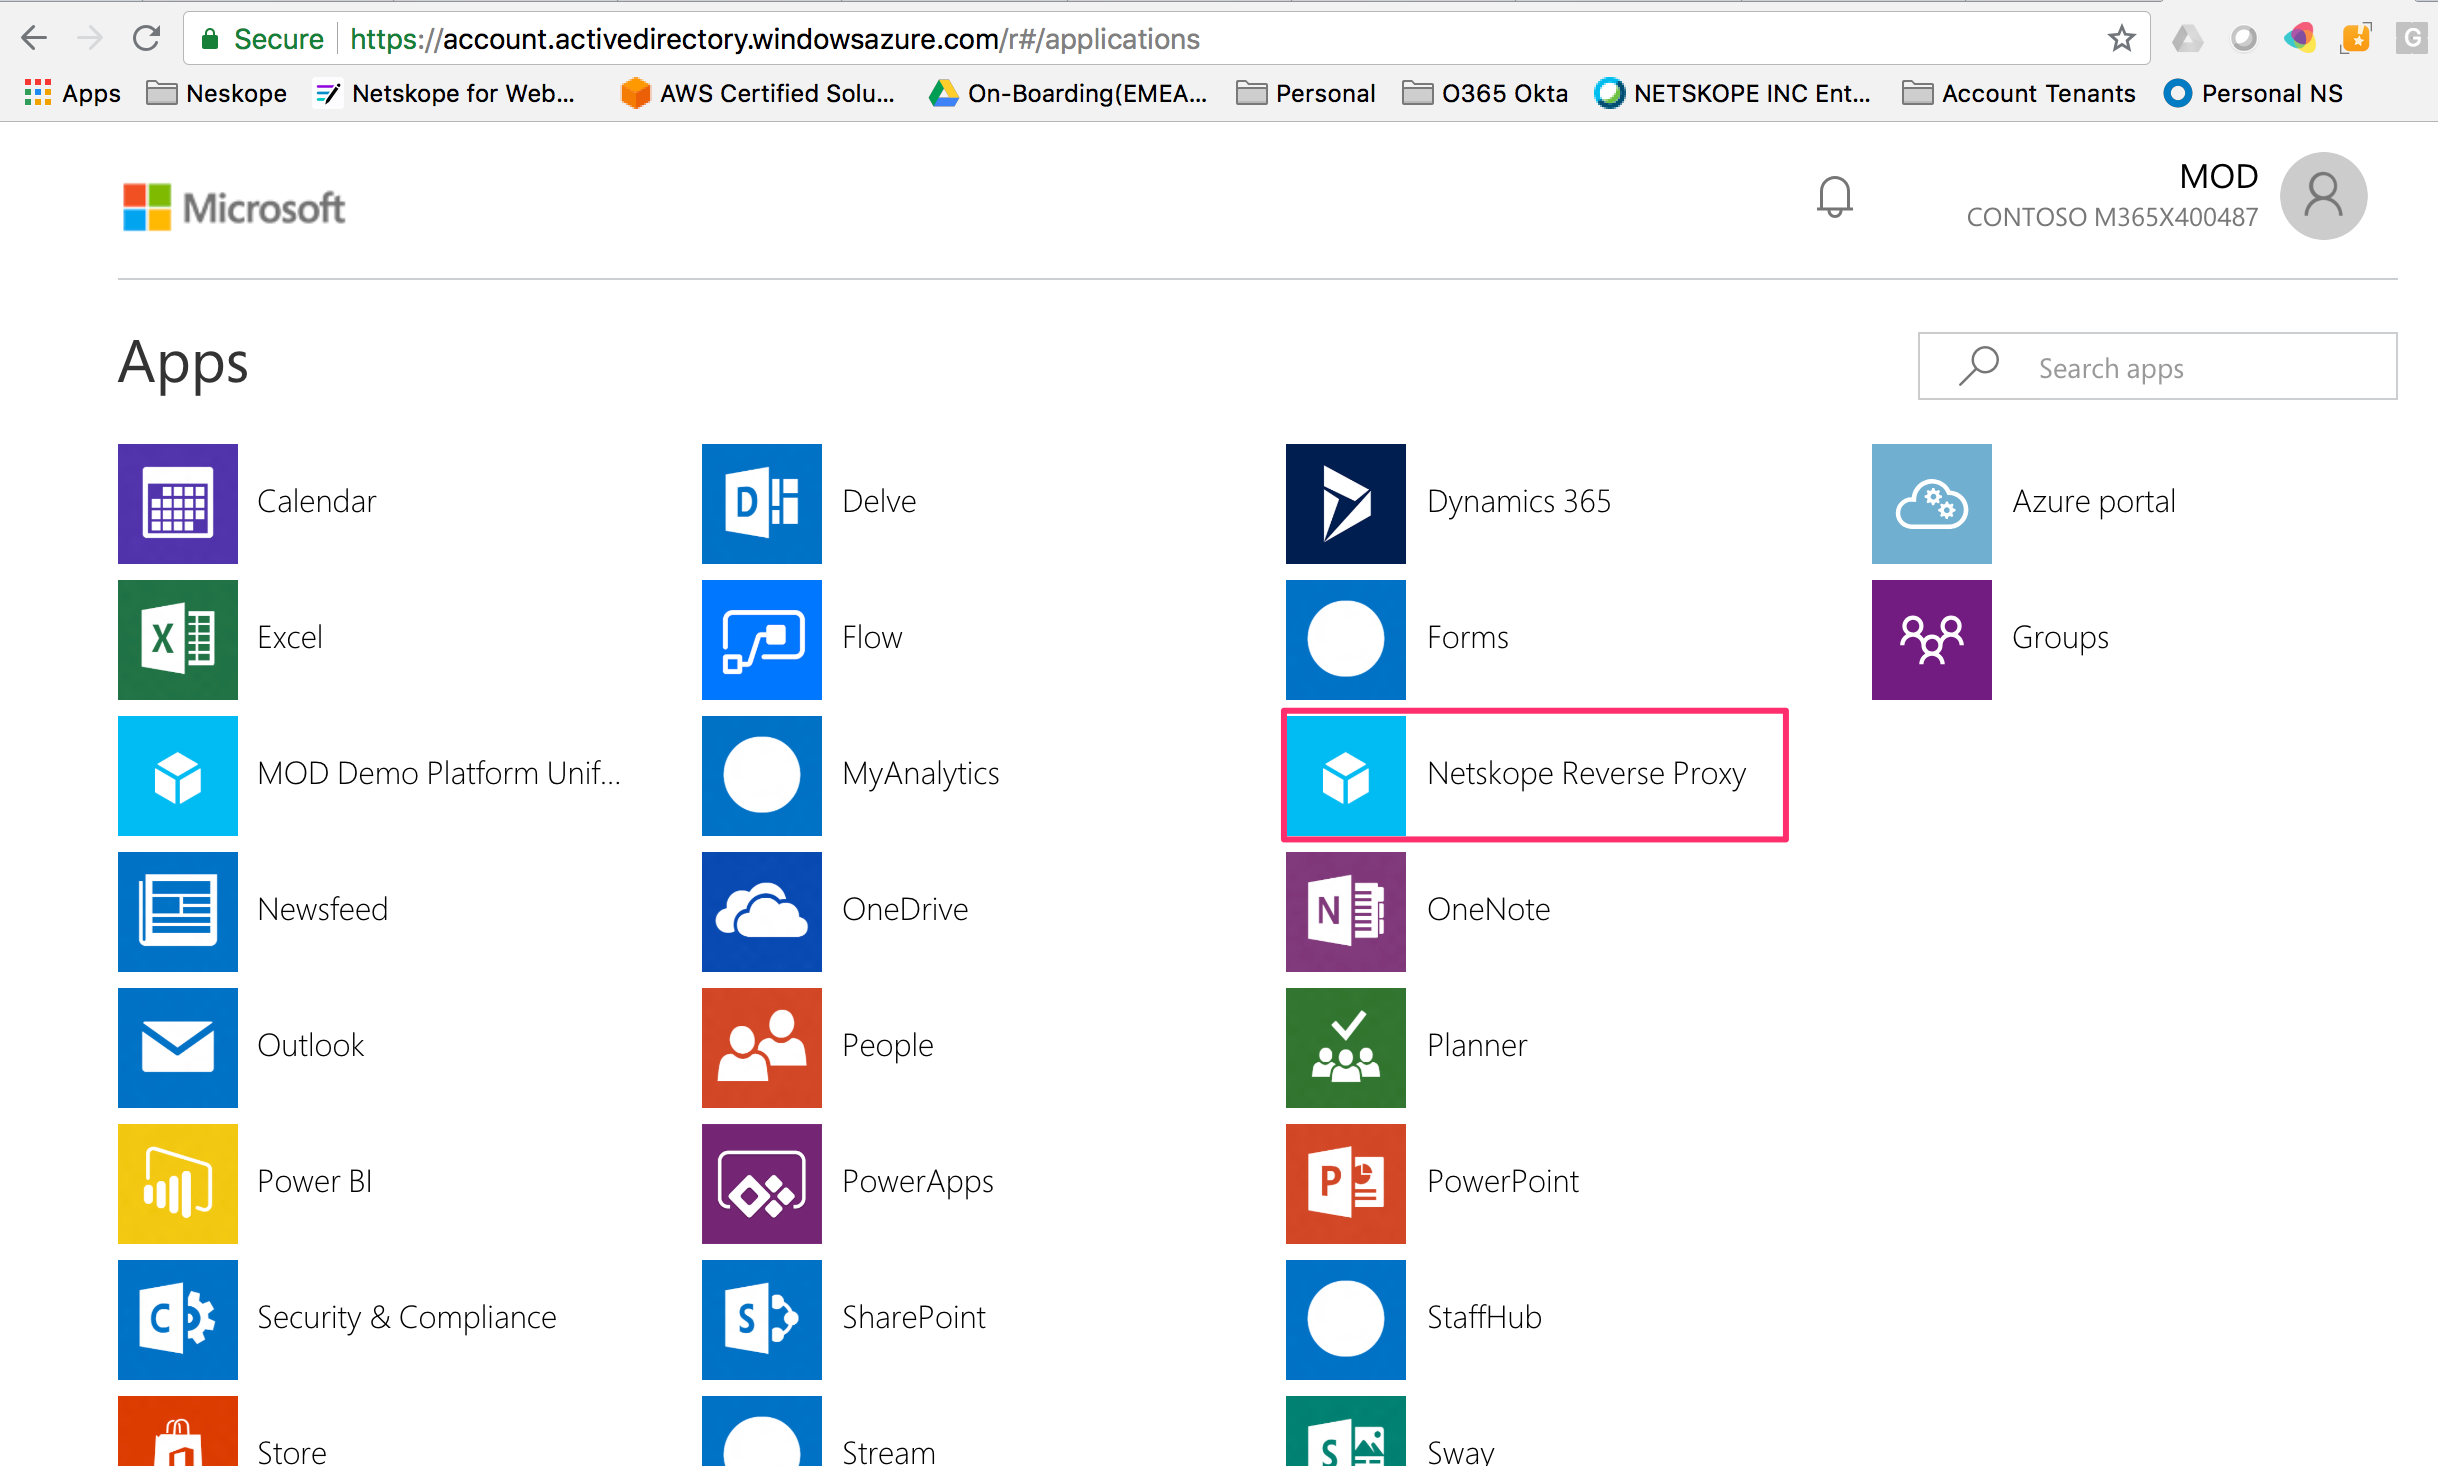 Secure https://account.activedirectory.windowsazure.com/r#/applications
G
Apps Neskope Netskope for Web... AWS Certified Solu... On-Boarding(EMEA... Personal O365 Okta NETSKOPE INC Ent... Account Tenants Personal NS
Microsoft
MOD
CONTOSO M365X400487
Apps
Search apps
Calendar
Delve
Dynamics 365
Azure portal
Excel
Flow
Forms
Groups
MOD Demo Platform Unif...
MyAnalytics
Netskope Reverse Proxy
Newsfeed
OneDrive
OneNote
Outlook
People
Planner
Power BI
PowerApps
PowerPoint
Security & Compliance
SharePoint
StaffHub
Store
Stream
Sway